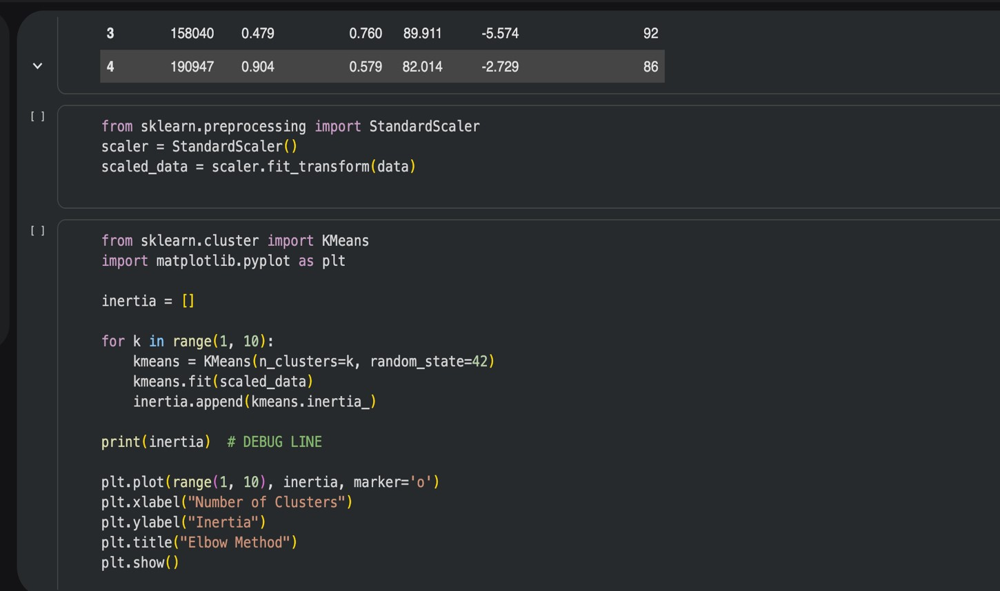 3 158040 0.479 0.760 89.911 -5.574 92
4 190947 0.904 0.579 82.014 -2.729 86
[ ]
from sklearn.preprocessing import StandardScaler
scaler = StandardScaler()
scaled_data = scaler.fit_transform(data)
[ ]
from sklearn.cluster import KMeans
import matplotlib.pyplot as plt
inertia = []
for k in range(1, 10):
    kmeans = KMeans(n_clusters=k, random_state=42)
    kmeans.fit(scaled_data)
    inertia.append(kmeans.inertia_)
print(inertia)  # DEBUG LINE
plt.plot(range(1, 10), inertia, marker='o')
plt.xlabel("Number of Clusters")
plt.ylabel("Inertia")
plt.title("Elbow Method")
plt.show()